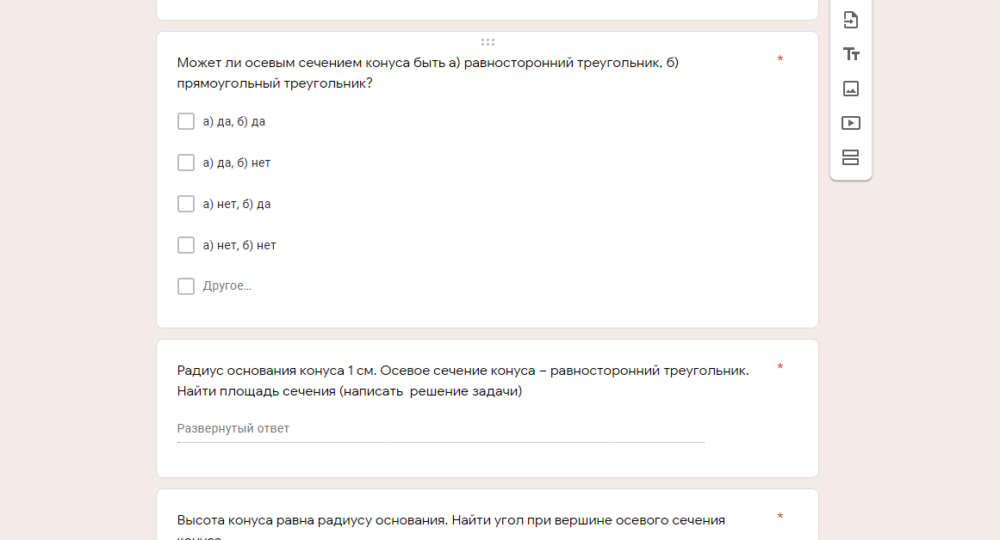 Может ли осевым сечением конуса быть а) равносторонний треугольник, б)
прямоугольный треугольник?
*
а) да, б) да
а) да, б) нет
а) нет, б) да
а) нет, б) нет
Другое...
Радиус основания конуса 1 см. Осевое сечение конуса – равносторонний треугольник.
Найти площадь сечения (написать  решение задачи)
*
Развернутый ответ
Высота конуса равна радиусу основания. Найти угол при вершине осевого сечения
*
конуса
Тт